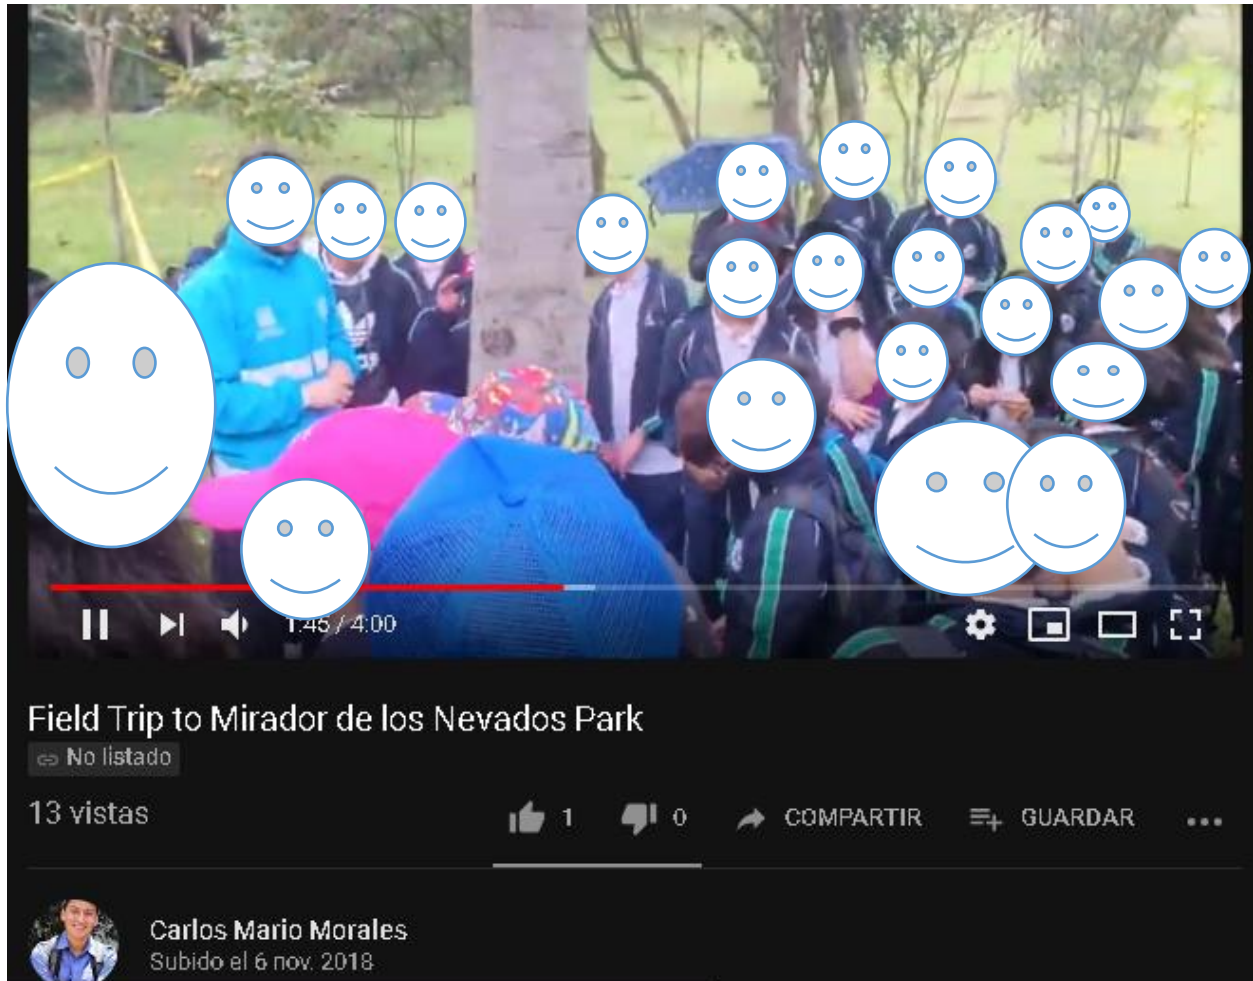 1:45 / 4:00
Field Trip to Mirador de los Nevados Park
No listado
13 vistas
1
0
COMPARTIR
GUARDAR
Carlos Mario Morales
Subido el 6 nov. 2018